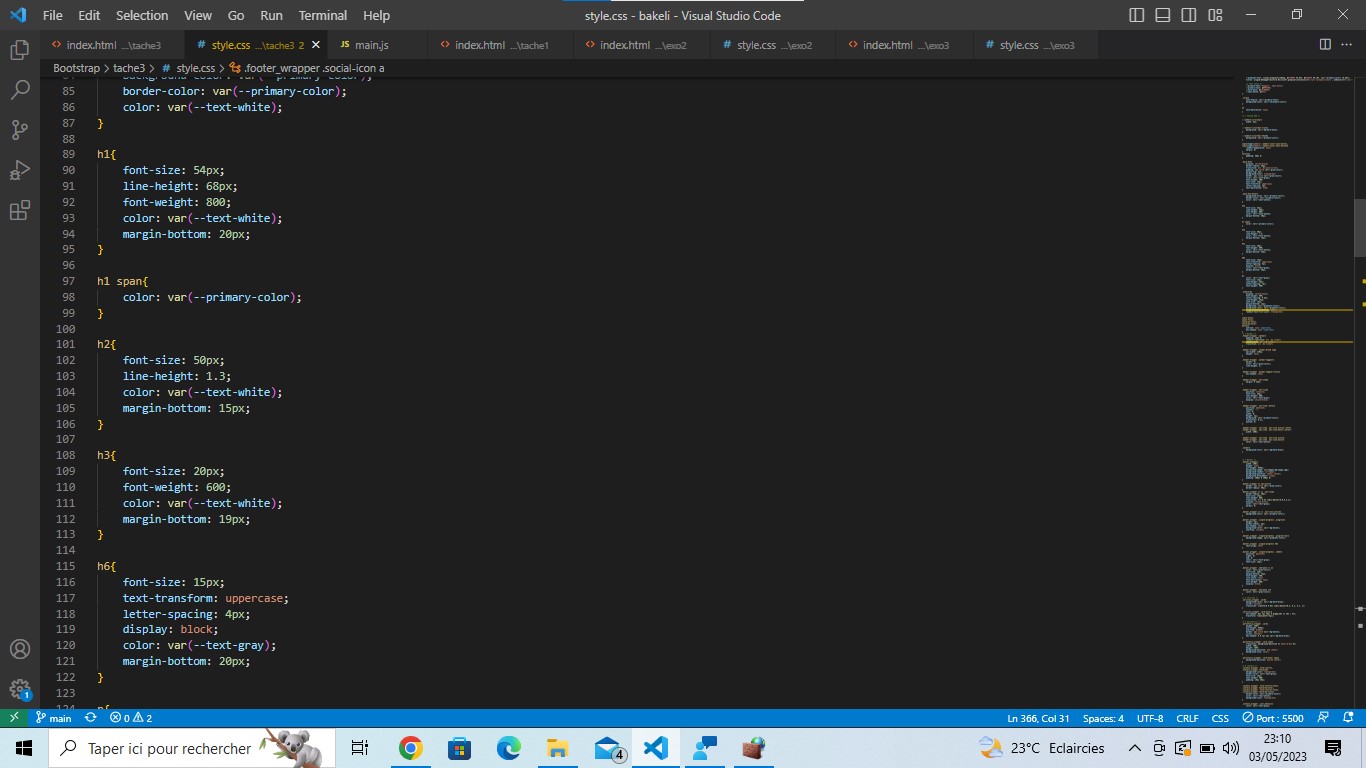 File Edit Selection View Go Run Terminal Help style.css - bakeli - Visual Studio Code
index.html ...\tache3 # style.css ...\tache3 2 JS main.js index.html ...\tache1 index.html ...\exo2 # style.css ...\exo2 index.html ...\exo3 # style.css ...\exo3
Bootstrap > tache3 > # style.css > .footer_wrapper .social-icon a
84 background-color: var(--primary-color);
85 border-color: var(--primary-color);
86 color: var(--text-white);
87 }
88
89 h1{
90 font-size: 54px;
91 line-height: 68px;
92 font-weight: 800;
93 color: var(--text-white);
94 margin-bottom: 20px;
95 }
96
97 h1 span{
98 color: var(--primary-color);
99 }
100
101 h2{
102 font-size: 50px;
103 line-height: 1.3;
104 color: var(--text-white);
105 margin-bottom: 15px;
106 }
107
108 h3{
109 font-size: 20px;
110 font-weight: 600;
111 color: var(--text-white);
112 margin-bottom: 19px;
113 }
114
115 h6{
116 font-size: 15px;
117 text-transform: uppercase;
118 letter-spacing: 4px;
119 display: block;
120 color: var(--text-gray);
121 margin-bottom: 20px;
122 }
123
124 p{
1
main 0 2 Ln 366, Col 31 Spaces: 4 UTF-8 CRLF CSS Port : 5500
Taper ici pour rechercher 4 23°C Eclaircies 23:10
03/05/2023